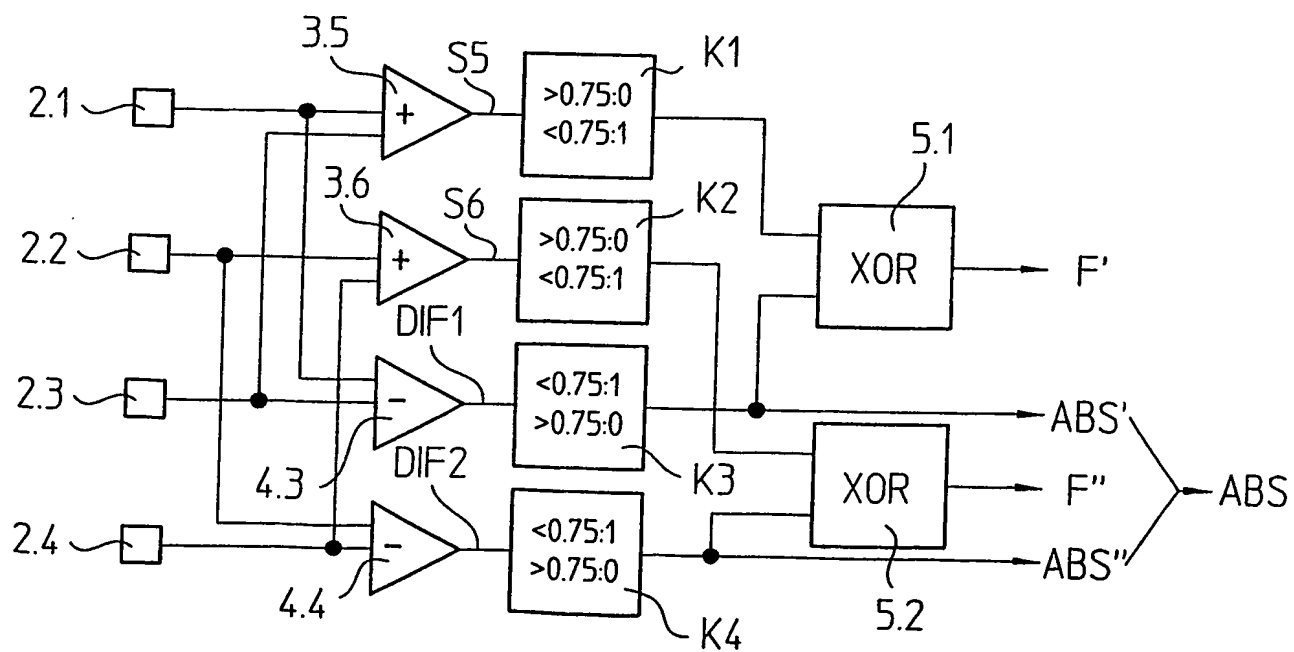 3.5
S5
K1
2.1
+
>0.75:0
<0.75:1
5.1
3.6
S6
K2
2.2
+
>0.75:0
<0.75:1
XOR
F'
DIF1
2.3
-
<0.75:1
>0.75:0
ABS'
4.3
DIF2
K3
XOR
F"
ABS
2.4
-
<0.75:1
>0.75:0
ABS"
4.4
K4
5.2